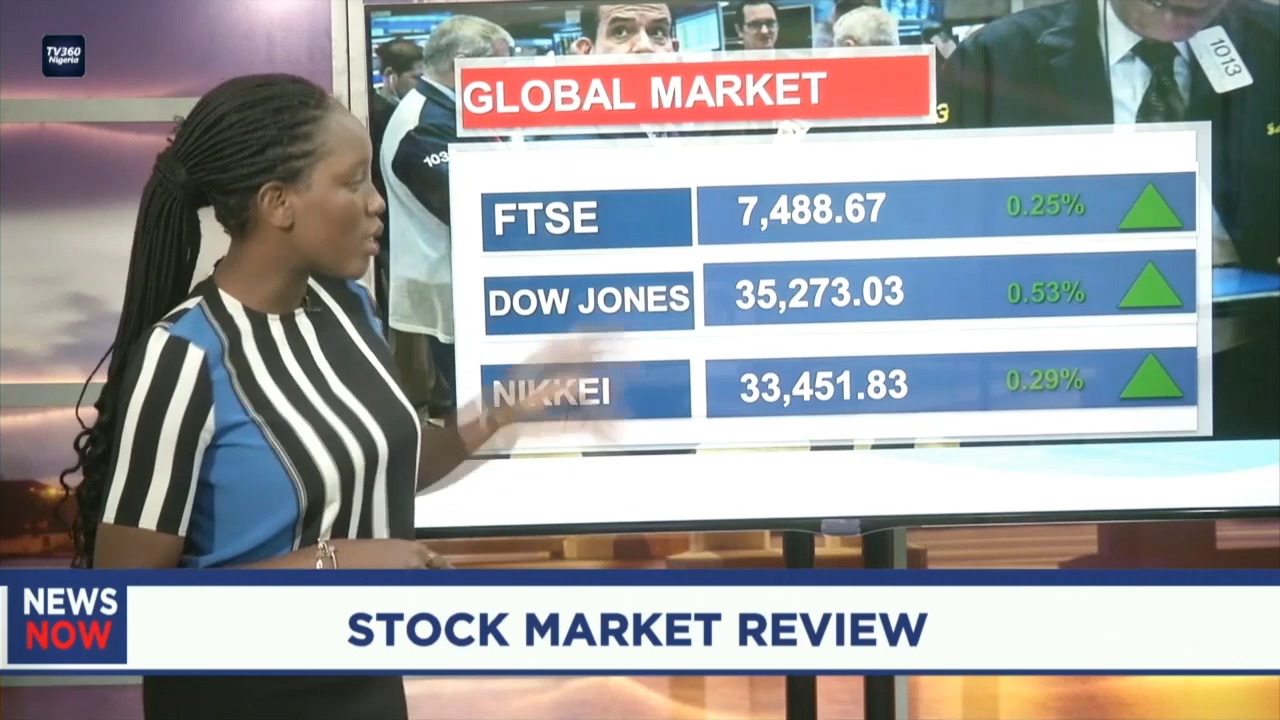 TV360
Nigeria
1013
GLOBAL MARKET
103
FTSE 7,488.67 0.25%
DOW JONES 35,273.03 0.53%
NIKKEI 33,451.83 0.29%
NEWS
NOW
STOCK MARKET REVIEW